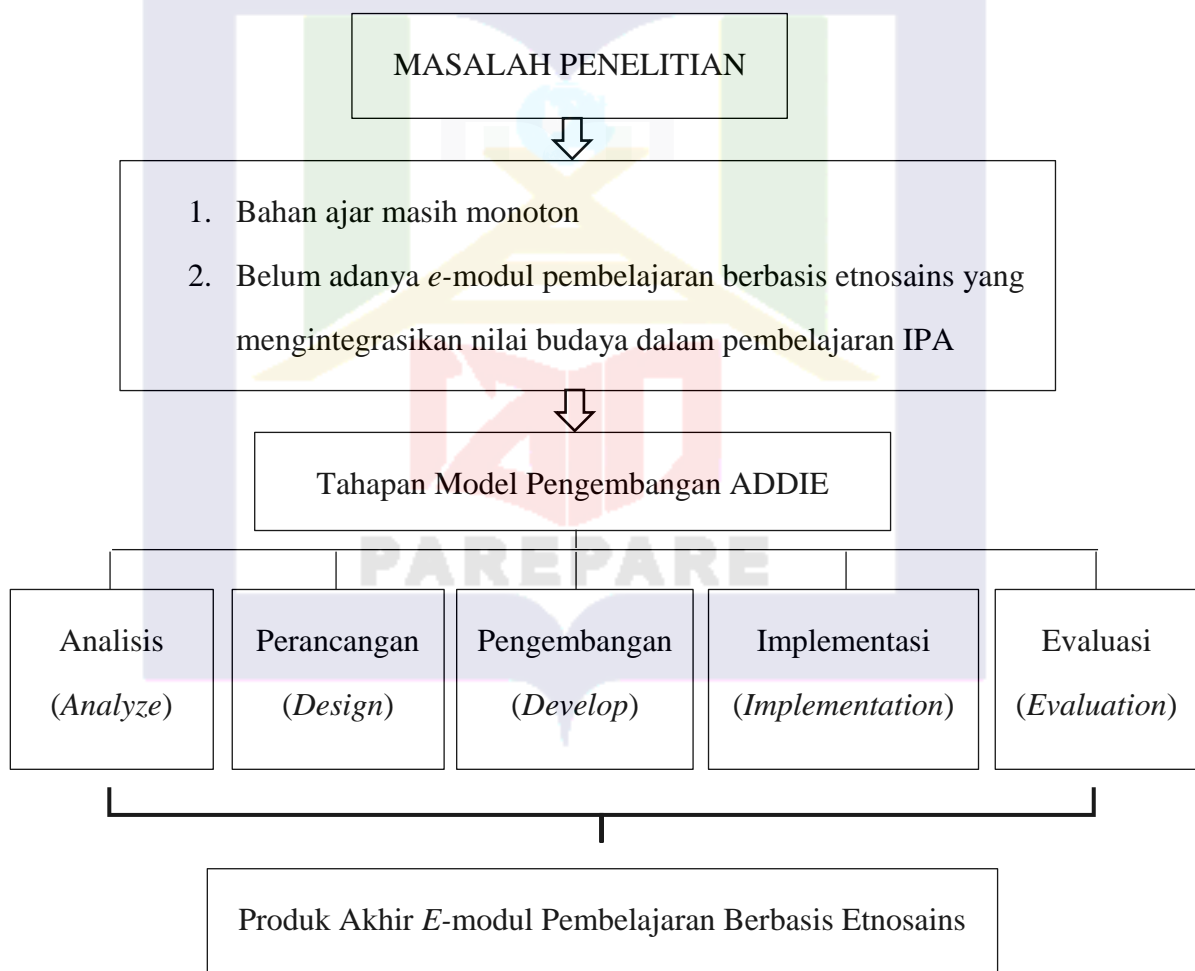 MASALAH PENELITIAN
1. Bahan ajar masih monoton
2. Belum adanya e-modul pembelajaran berbasis etnosains yang
mengintegrasikan nilai budaya dalam pembelajaran IPA
Tahapan Model Pengembangan ADDIE
PAREPARE
Analisis
(Analyze)
Perancangan
(Design)
Pengembangan
(Develop)
Implementasi
(Implementation)
Evaluasi
(Evaluation)
Produk Akhir E-modul Pembelajaran Berbasis Etnosains